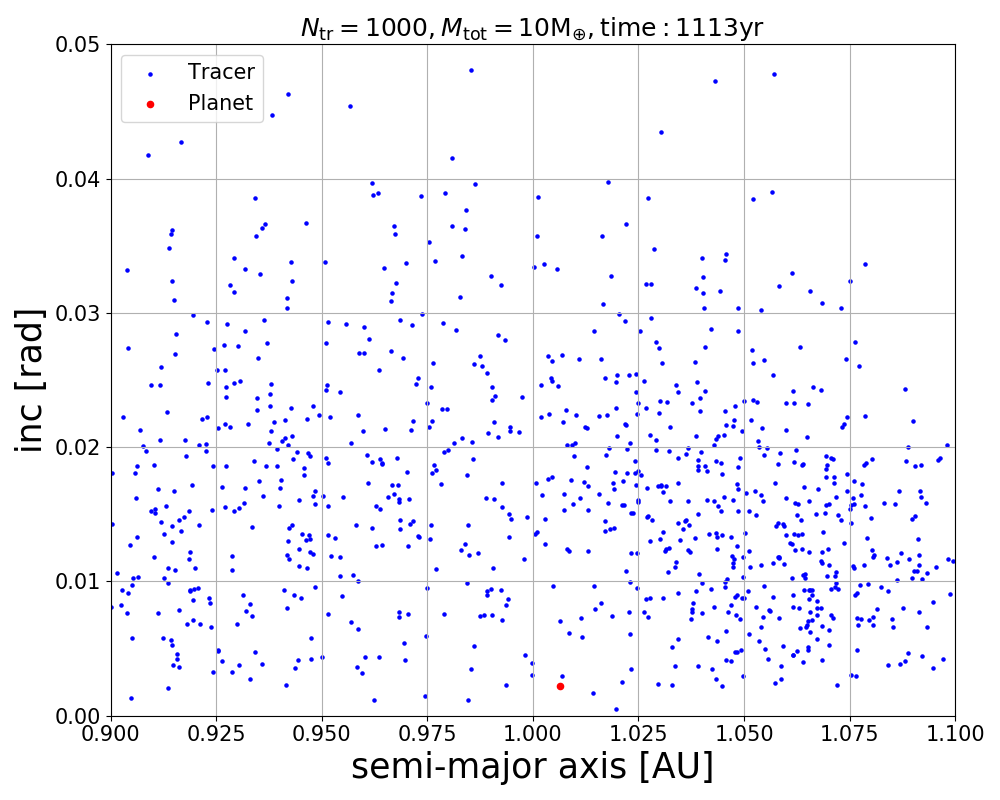 N_tr = 1000, M_tot = 10M_⊕, time : 1113yr
Tracer
Planet
0.05
0.04
0.03
0.02
0.01
0.00
inc [rad]
0.900 0.925 0.950 0.975 1.000 1.025 1.050 1.075 1.100
semi-major axis [AU]